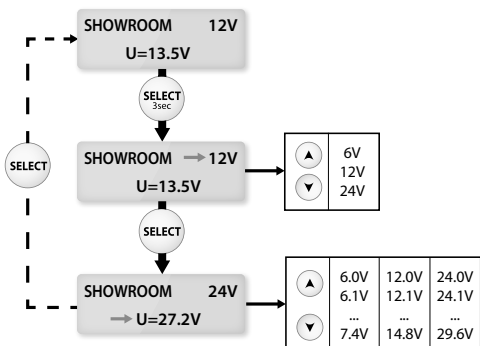 SHOWROOM 12V
U=13.5V
SELECT
3sec
SHOWROOM → 12V
U=13.5V
6V
12V
24V
SELECT
SELECT
SHOWROOM 24V
→ U=27.2V
6.0V 12.0V 24.0V
6.1V 12.1V 24.1V
... ... ...
7.4V 14.8V 29.6V